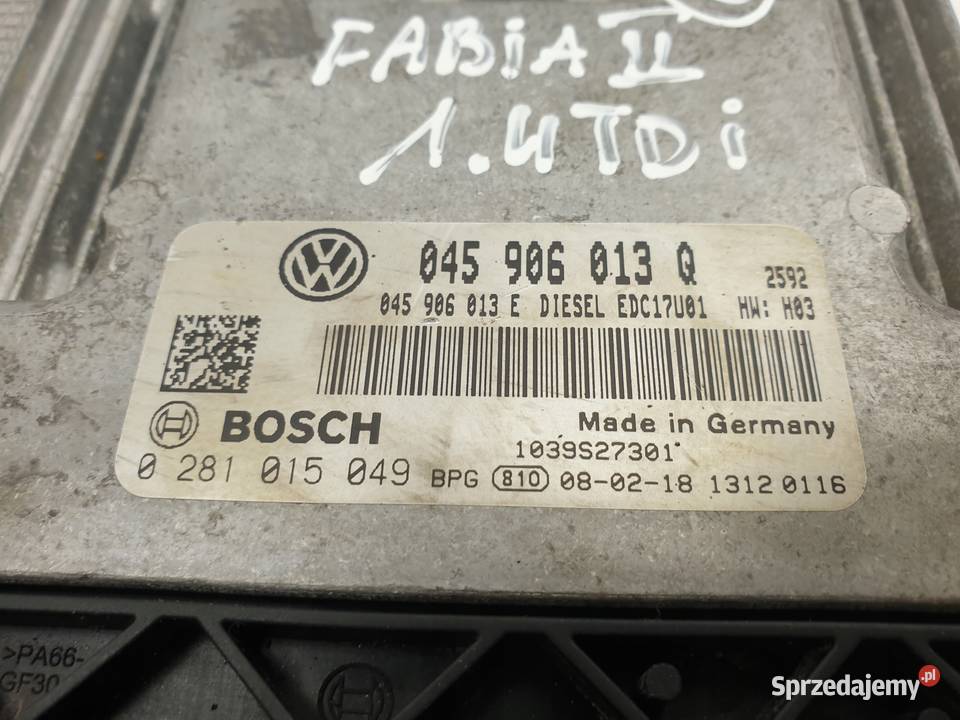 FABiA II
1.4TDi
045 906 013 Q 2592
045 906 013 E DIESEL EDC17U01 HW: H03
BOSCH Made in Germany
1039S27301
0 281 015 049 BPG 810 08-02-18 1312 0116
>PA66-
GF30
Sprzedajemy.pl